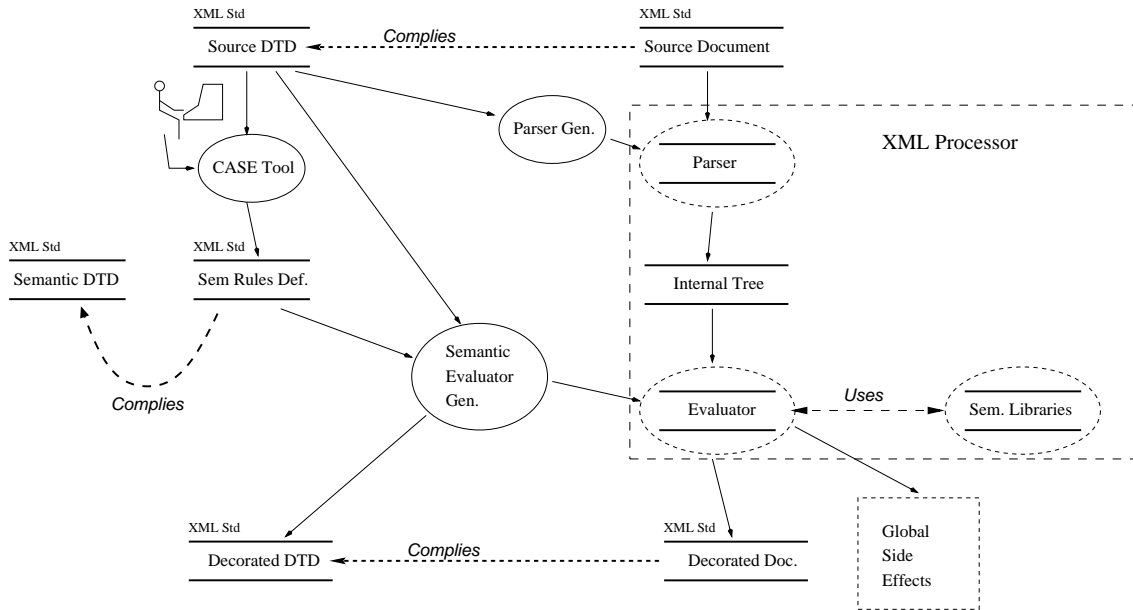 XML Std
XML Std
Source DTD
Complies
Source Document
Parser Gen.
XML Processor
CASE Tool
Parser
XML Std
XML Std
Semantic DTD
Sem Rules Def.
Internal Tree
Semantic
Evaluator
Gen.
Complies
Evaluator
Uses
Sem. Libraries
XML Std
XML Std
Decorated DTD
Complies
Decorated Doc.
Global
Side
Effects